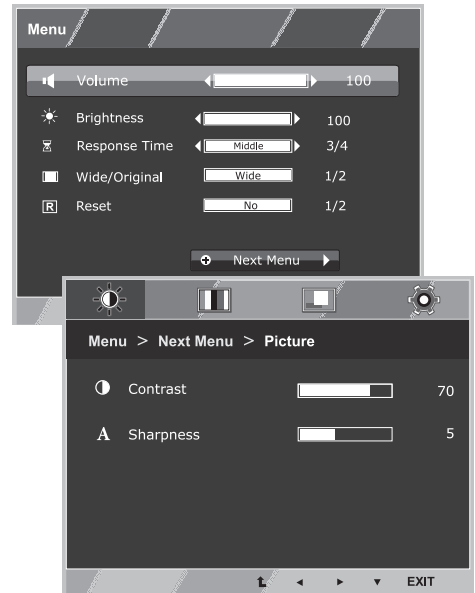 Menu
Volume 100
Brightness 100
Response Time Middle 3/4
Wide/Original Wide 1/2
R Reset No 1/2
Next Menu
Menu > Next Menu > Picture
Contrast 70
A Sharpness 5
EXIT